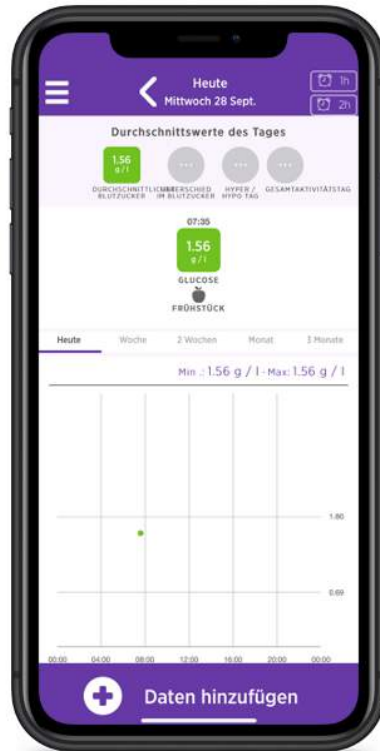 Heute
Mittwoch 28 Sept.
1h
2h
Durchschnittswerte des Tages
1.56
g / l
DURCHSCHNITTLICHER
BLUTZUCKER
UNTERSCHIED
IM BLUTZUCKER
HYPER /
HYPO TAG
GESAMTAKTIVITÄTSTAG
07:35
1.56
g / l
GLUCOSE
FRÜHSTÜCK
Heute Woche 2 Wochen Monat 3 Monate
Min .: 1.56 g / l - Max: 1.56 g / l
1.80
0.69
00:00 04:00 08:00 12:00 16:00 20:00 00:00
Daten hinzufügen